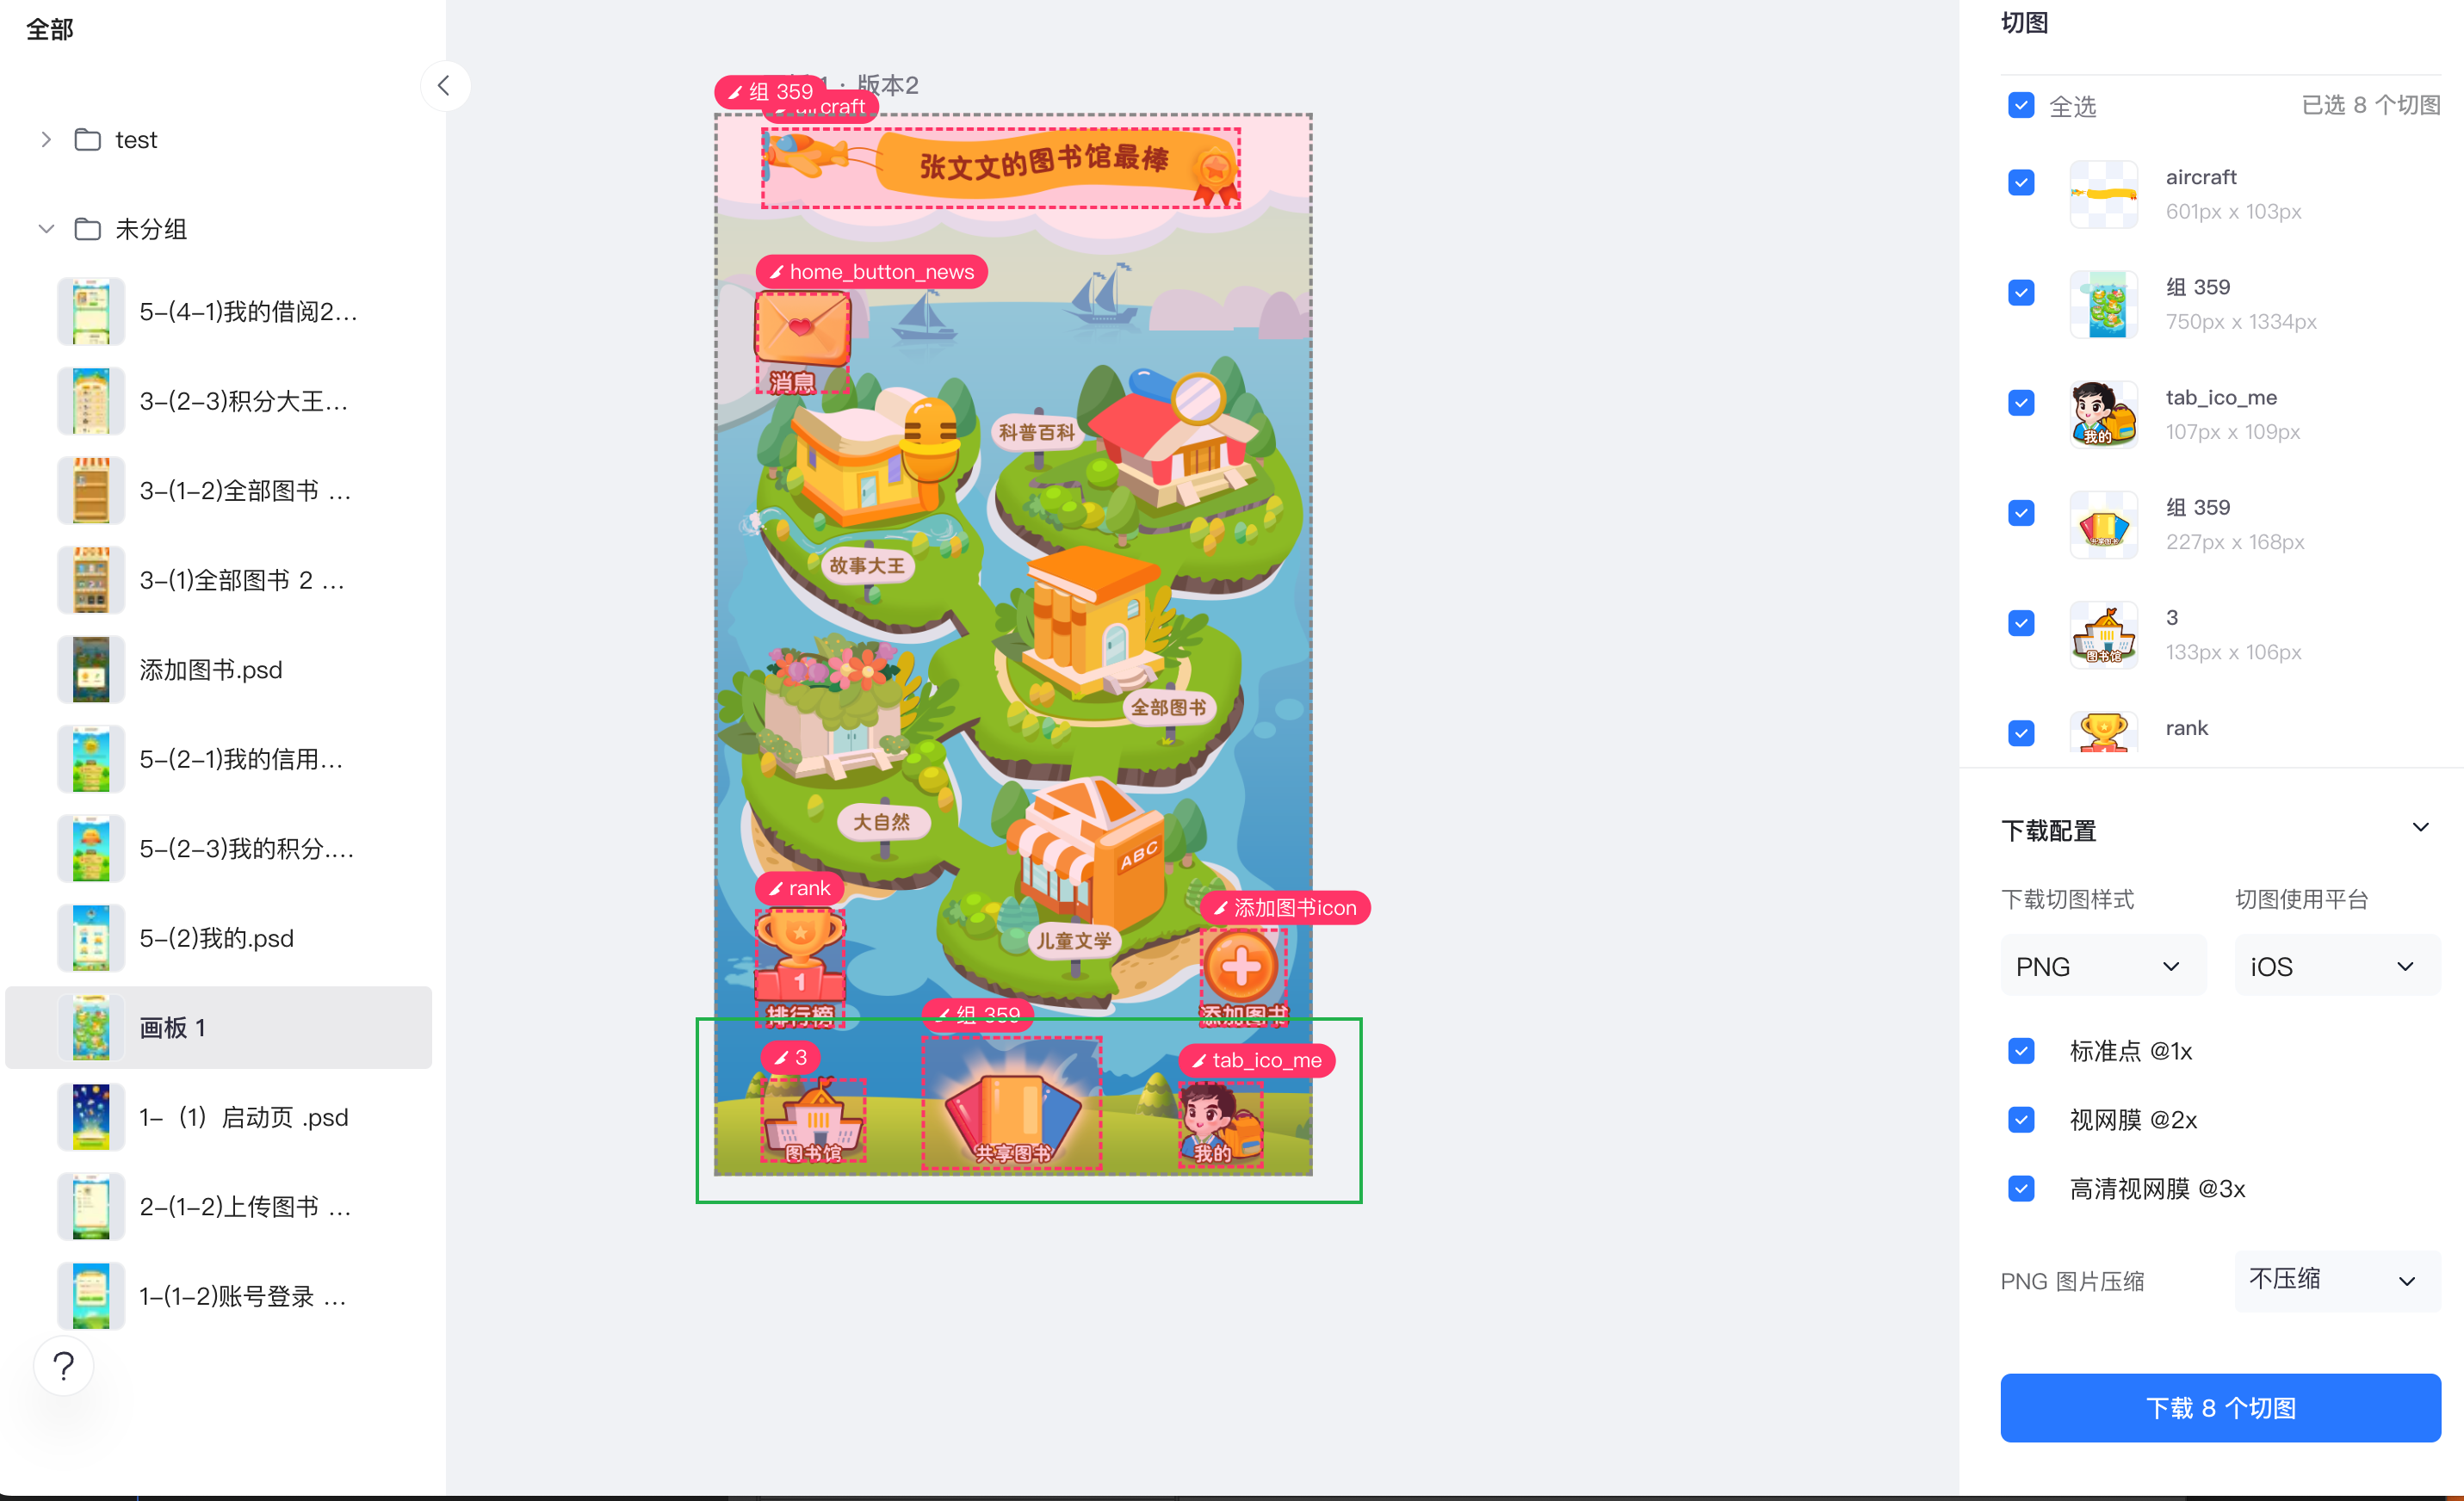 全部
test
未分组
5-(4-1)我的借阅2...
3-(2-3)积分大王...
3-(1-2)全部图书 ...
3-(1)全部图书 2 ...
添加图书.psd
5-(2-1)我的信用...
5-(2-3)我的积分....
5-(2)我的.psd
画板 1
1-（1）启动页 .psd
2-(1-2)上传图书 ...
1-(1-2)账号登录 ...
?
1 · 版本2
组 359
aircraft
张文文的图书馆最棒
home_button_news
消息
科普百科
故事大王
全部图书
大自然
ABC
儿童文学
rank
1
排行榜
添加图书icon
添加图书
组 359
3
tab_ico_me
图书馆
共享图书
我的
切图
全选
已选 8 个切图
aircraft
601px x 103px
组 359
750px x 1334px
我的
tab_ico_me
107px x 109px
共享图书
组 359
227px x 168px
图书馆
3
133px x 106px
rank
下载配置
下载切图样式
切图使用平台
PNG
iOS
标准点 @1x
视网膜 @2x
高清视网膜 @3x
PNG 图片压缩
不压缩
下载 8 个切图